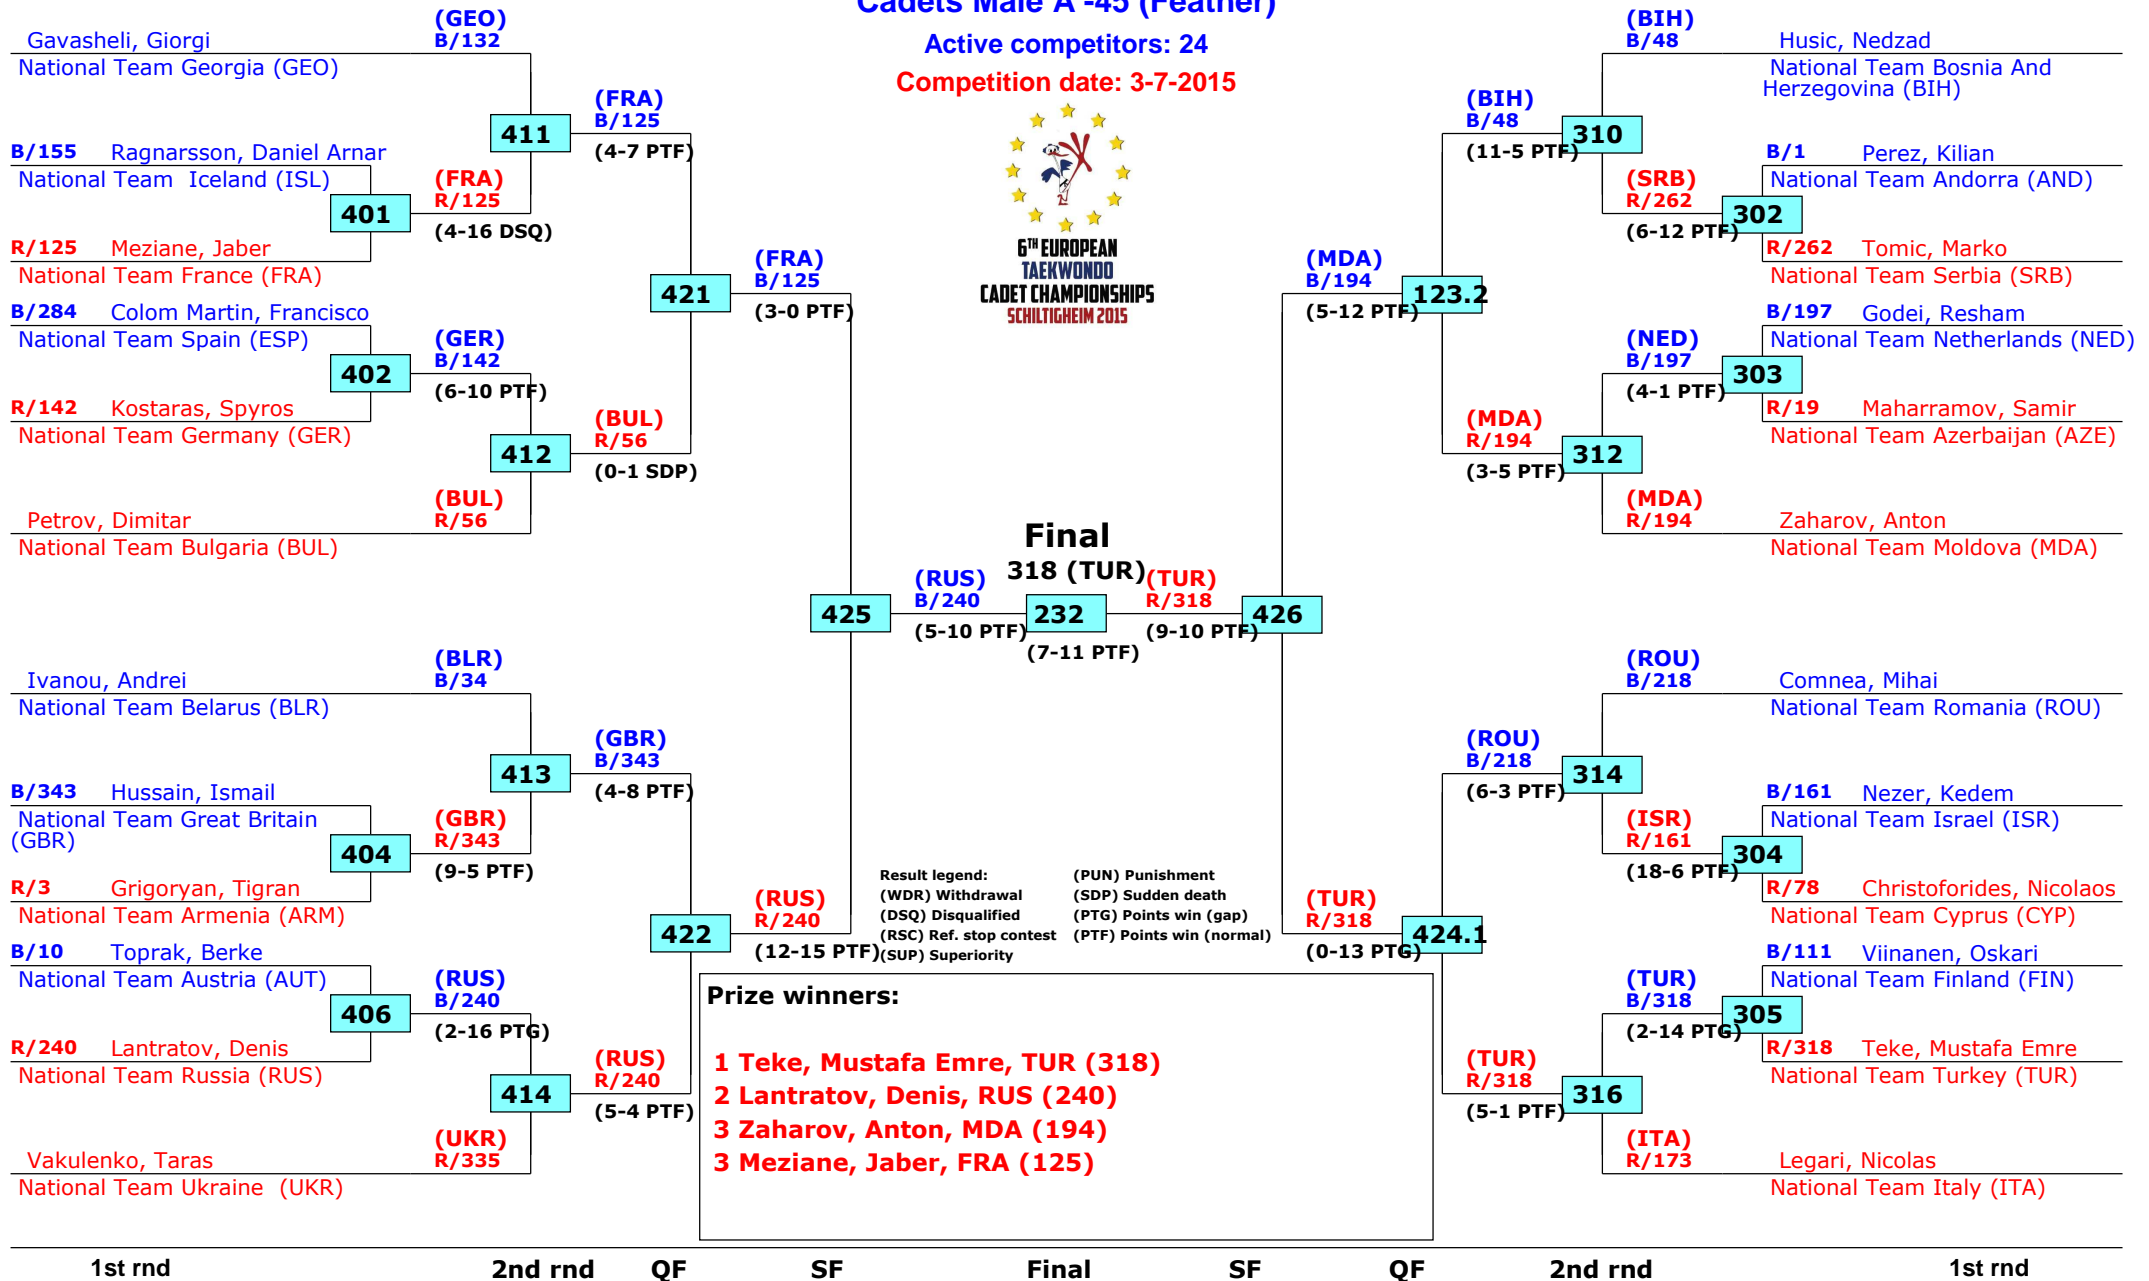 Cadets Male A -45 (Feather)
Active competitors: 24
Competition date: 3-7-2015
6TH EUROPEAN
TAEKWONDO
CADET CHAMPIONSHIPS
SCHILTIGHEIM 2015
Gavasheli, Giorgi
National Team Georgia (GEO)
(GEO)
B/132
B/155 Ragnarsson, Daniel Arnar
National Team  Iceland (ISL)
401
R/125 Meziane, Jaber
National Team France (FRA)
(FRA)
R/125
(4-16 DSQ)
411
(FRA)
B/125
(4-7 PTF)
B/284 Colom Martin, Francisco
National Team Spain (ESP)
402
R/142 Kostaras, Spyros
National Team Germany (GER)
(GER)
B/142
(6-10 PTF)
412
(BUL)
R/56
(0-1 SDP)
Petrov, Dimitar
National Team Bulgaria (BUL)
(BUL)
R/56
421
(FRA)
B/125
(3-0 PTF)
Ivanou, Andrei
National Team Belarus (BLR)
(BLR)
B/34
B/343 Hussain, Ismail
National Team Great Britain
(GBR)
404
R/3 Grigoryan, Tigran
National Team Armenia (ARM)
(GBR)
R/343
(9-5 PTF)
413
(GBR)
B/343
(4-8 PTF)
B/10 Toprak, Berke
National Team Austria (AUT)
406
R/240 Lantratov, Denis
National Team Russia (RUS)
(RUS)
B/240
(2-16 PTG)
414
(RUS)
R/240
(5-4 PTF)
Vakulenko, Taras
National Team Ukraine  (UKR)
(UKR)
R/335
422
(RUS)
R/240
(12-15 PTF)
425
(RUS)
B/240
(5-10 PTF)
Final
318 (TUR)
232
(7-11 PTF)
(TUR)
R/318
(9-10 PTF)
426
(MDA)
B/194
(5-12 PTF)
123.2
(BIH)
B/48
(11-5 PTF)
310
(BIH)
B/48
Husic, Nedzad
National Team Bosnia And
Herzegovina (BIH)
(SRB)
R/262
(6-12 PTF)
302
B/1 Perez, Kilian
National Team Andorra (AND)
R/262 Tomic, Marko
National Team Serbia (SRB)
(MDA)
R/194
(3-5 PTF)
312
(NED)
B/197
(4-1 PTF)
303
B/197 Godei, Resham
National Team Netherlands (NED)
R/19 Maharramov, Samir
National Team Azerbaijan (AZE)
(MDA)
R/194
Zaharov, Anton
National Team Moldova (MDA)
(TUR)
R/318
(0-13 PTG)
424.1
(ROU)
B/218
(6-3 PTF)
314
(ROU)
B/218
Comnea, Mihai
National Team Romania (ROU)
(ISR)
R/161
(18-6 PTF)
304
B/161 Nezer, Kedem
National Team Israel (ISR)
R/78 Christoforides, Nicolaos
National Team Cyprus (CYP)
(TUR)
R/318
(5-1 PTF)
316
(TUR)
B/318
(2-14 PTG)
305
B/111 Viinanen, Oskari
National Team Finland (FIN)
R/318 Teke, Mustafa Emre
National Team Turkey (TUR)
(ITA)
R/173
Legari, Nicolas
National Team Italy (ITA)
Result legend:
(WDR) Withdrawal
(DSQ) Disqualified
(RSC) Ref. stop contest
(SUP) Superiority
(PUN) Punishment
(SDP) Sudden death
(PTG) Points win (gap)
(PTF) Points win (normal)
Prize winners:
1 Teke, Mustafa Emre, TUR (318)
2 Lantratov, Denis, RUS (240)
3 Zaharov, Anton, MDA (194)
3 Meziane, Jaber, FRA (125)
1st rnd 2nd rnd QF SF Final SF QF 2nd rnd 1st rnd